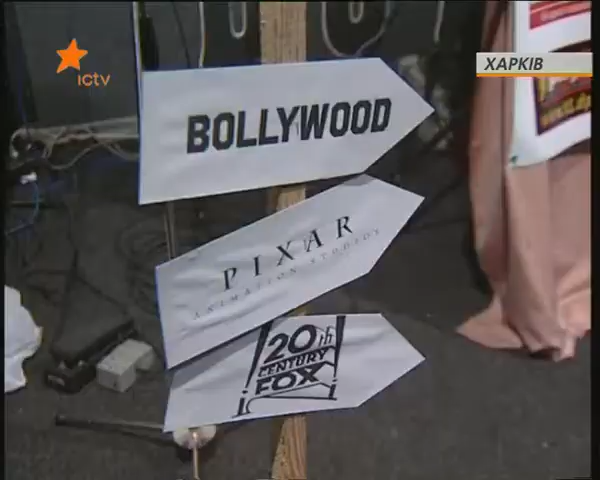 ictv
ХАРКІВ
BOLLYWOOD
PIXAR
ANIMATION STUDIOS
20th
CENTURY
FOX